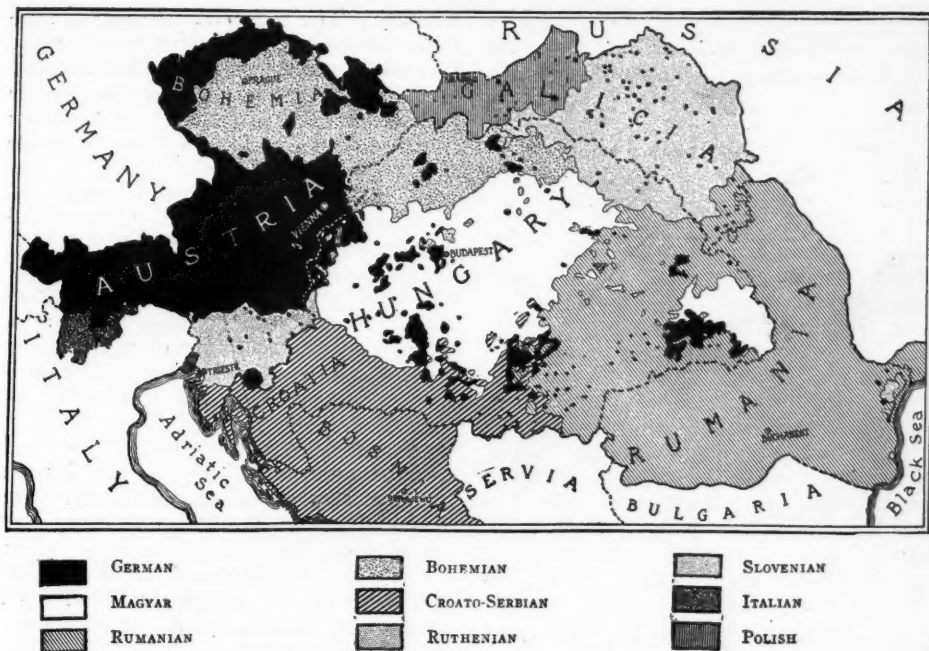 RUSSIA
GERMANY
BOHEMIA
PRAGUE
GALICIA
AUSTRIA
VIENNA
HUNGARY
BUDAPEST
ITALY
TRIESTE
CROATIA
BOSNIA
Adriatic Sea
SERVIA
RUMANIA
BUCHAREST
BULGARIA
Black Sea
GERMAN
BOHEMIAN
SLOVENIAN
MAGYAR
CROATO-SERBIAN
ITALIAN
RUMANIAN
RUTHENIAN
POLISH